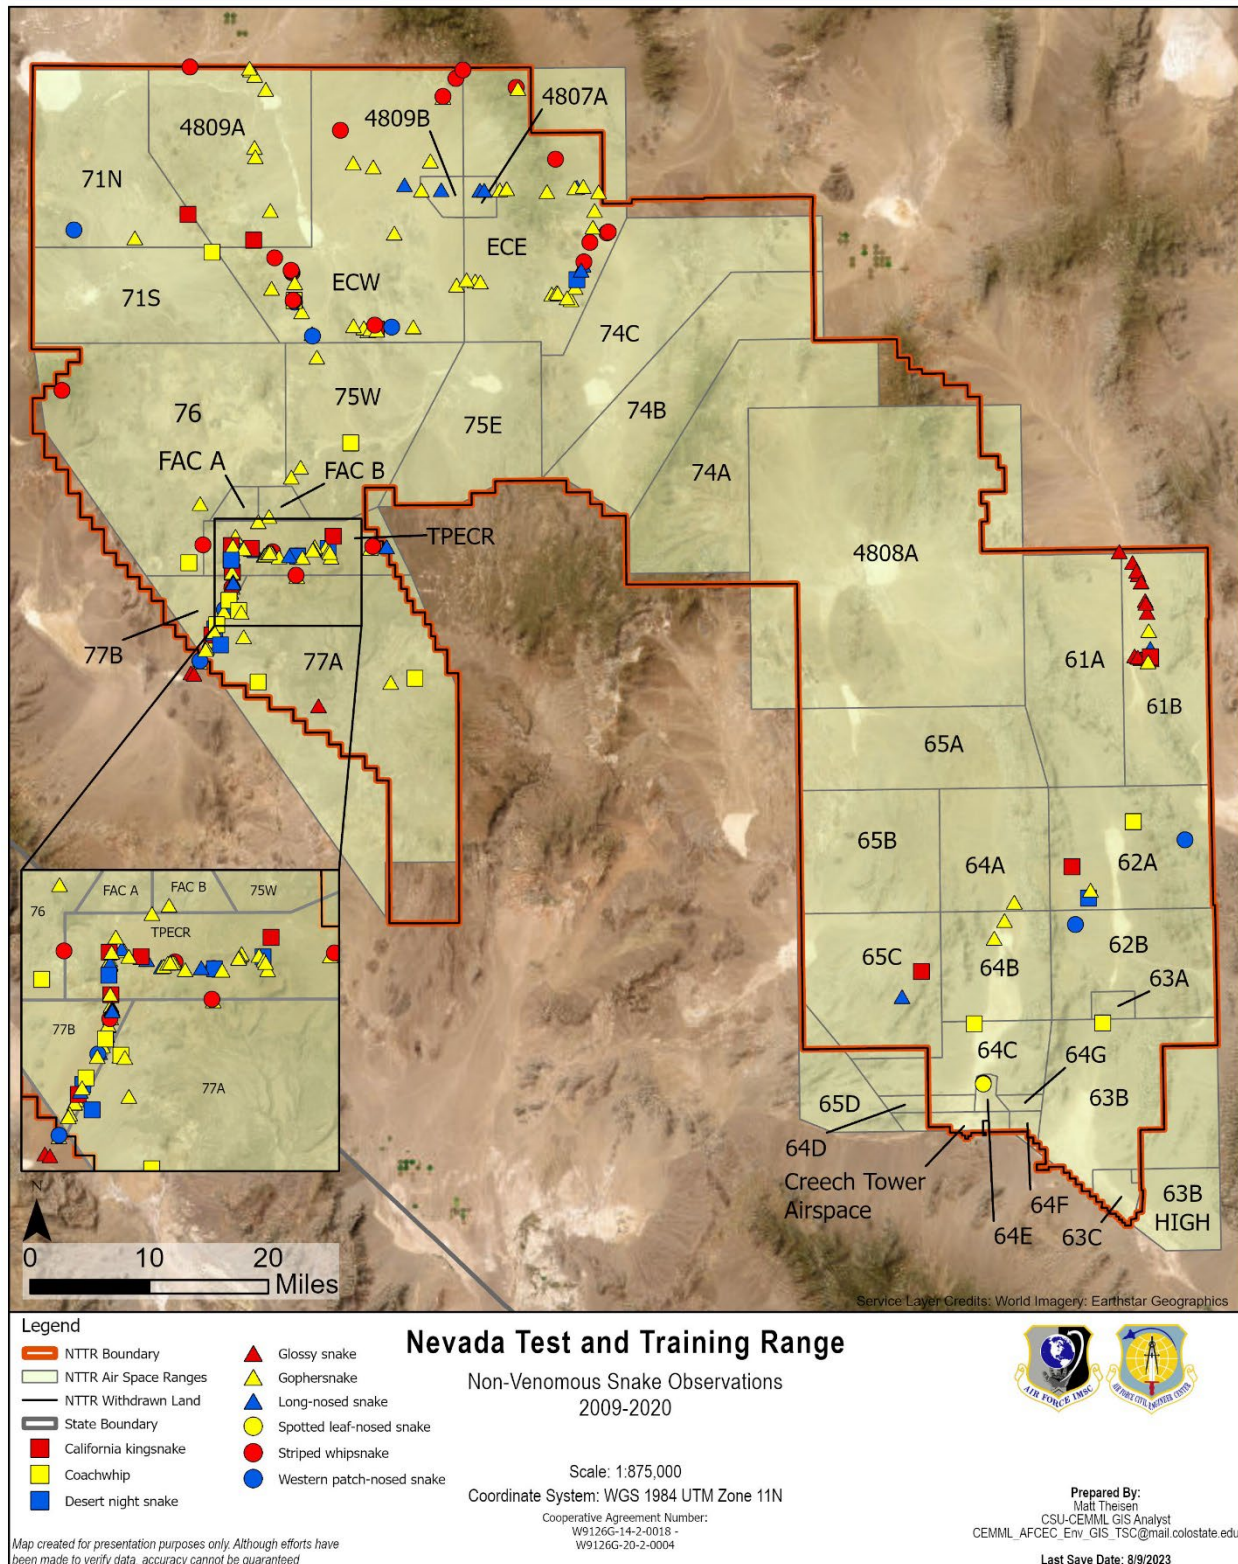 4809A
4809B
4807A
71N
71S
ECW
ECE
74C
76
75W
75E
74B
74A
FAC A
FAC B
TPECR
4808A
77B
77A
61A
61B
65A
65B
64A
62A
65C
64B
62B
63A
64C
64G
65D
63B
64D
Creech Tower
Airspace
64F
64E
63C
63B
HIGH
FAC A
FAC B
75W
76
TPECR
77B
77A
N
0 10 20
Miles
Service Layer Credits: World Imagery: Earthstar Geographics
Legend
NTTR Boundary
NTTR Air Space Ranges
NTTR Withdrawn Land
State Boundary
California kingsnake
Coachwhip
Desert night snake
Glossy snake
Gophersnake
Long-nosed snake
Spotted leaf-nosed snake
Striped whipsnake
Western patch-nosed snake
Map created for presentation purposes only. Although efforts have
been made to verify data, accuracy cannot be guaranteed
Nevada Test and Training Range
Non-Venomous Snake Observations
2009-2020
Scale: 1:875,000
Coordinate System: WGS 1984 UTM Zone 11N
Cooperative Agreement Number:
W9126G-14-2-0018 -
W9126G-20-2-0004
AIR FORCE IMSC
AIR FORCE CIVIL ENGINEER CENTER
Prepared By:
Matt Theisen
CSU-CEMML GIS Analyst
CEMML_AFCEC_Env_GIS_TSC@mail.colostate.edu
Last Save Date: 8/9/2023